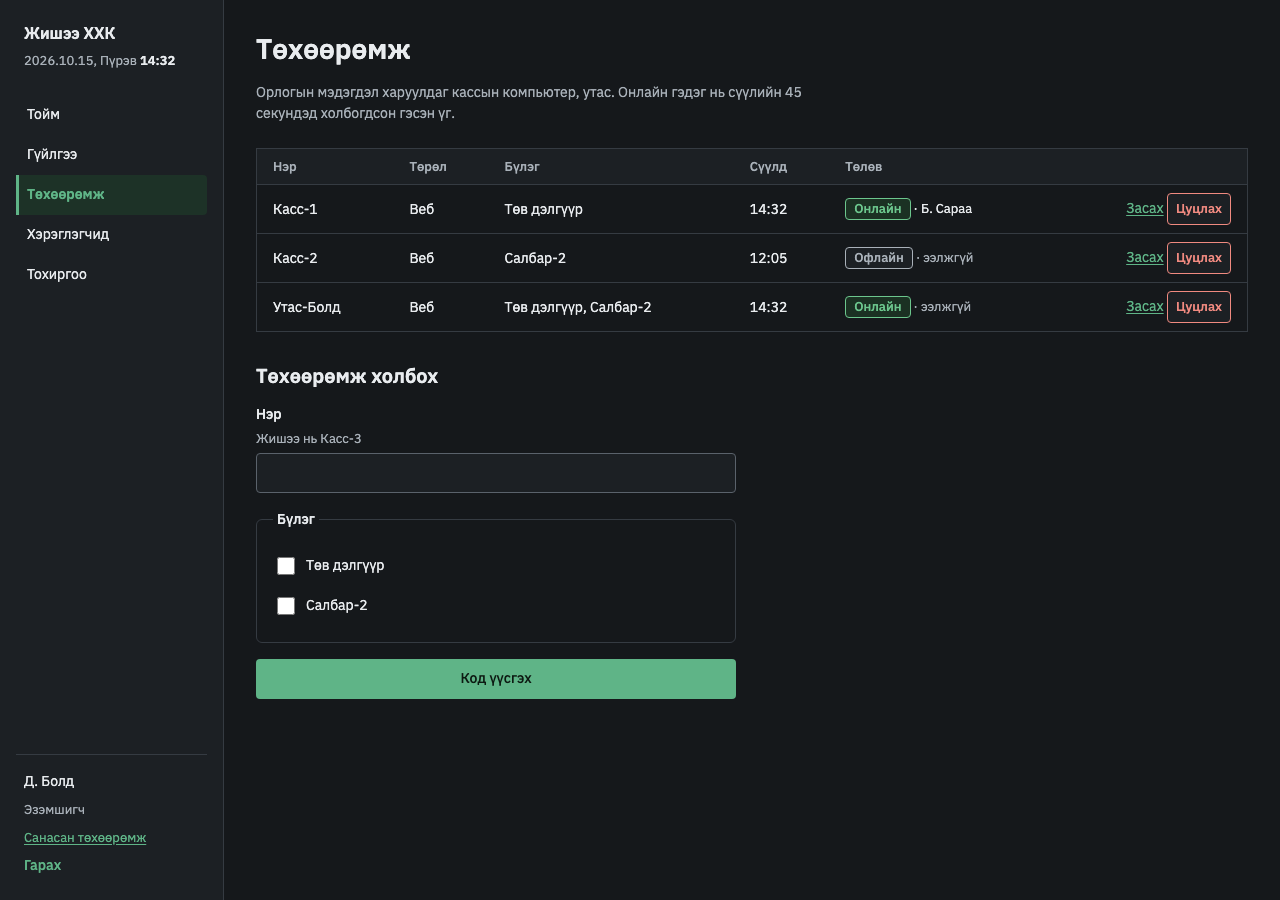 Жишээ ХХК
2026.10.15, Пүрэв 14:32
Тойм
Гүйлгээ
Төхөөрөмж
Хэрэглэгчид
Тохиргоо
Д. Болд
Эзэмшигч
Санасан төхөөрөмж
Гарах
Төхөөрөмж
Орлогын мэдэгдэл харуулдаг кассын компьютер, утас. Онлайн гэдэг нь сүүлийн 45
секундэд холбогдсон гэсэн үг.
Нэр Төрөл Бүлэг Сүүлд Төлөв
Касс-1 Веб Төв дэлгүүр 14:32 Онлайн · Б. Сараа Засах Цуцлах
Касс-2 Веб Салбар-2 12:05 Офлайн · ээлжгүй Засах Цуцлах
Утас-Болд Веб Төв дэлгүүр, Салбар-2 14:32 Онлайн · ээлжгүй Засах Цуцлах
Төхөөрөмж холбох
Нэр
Жишээ нь Касс-3
Бүлэг
Төв дэлгүүр
Салбар-2
Код үүсгэх